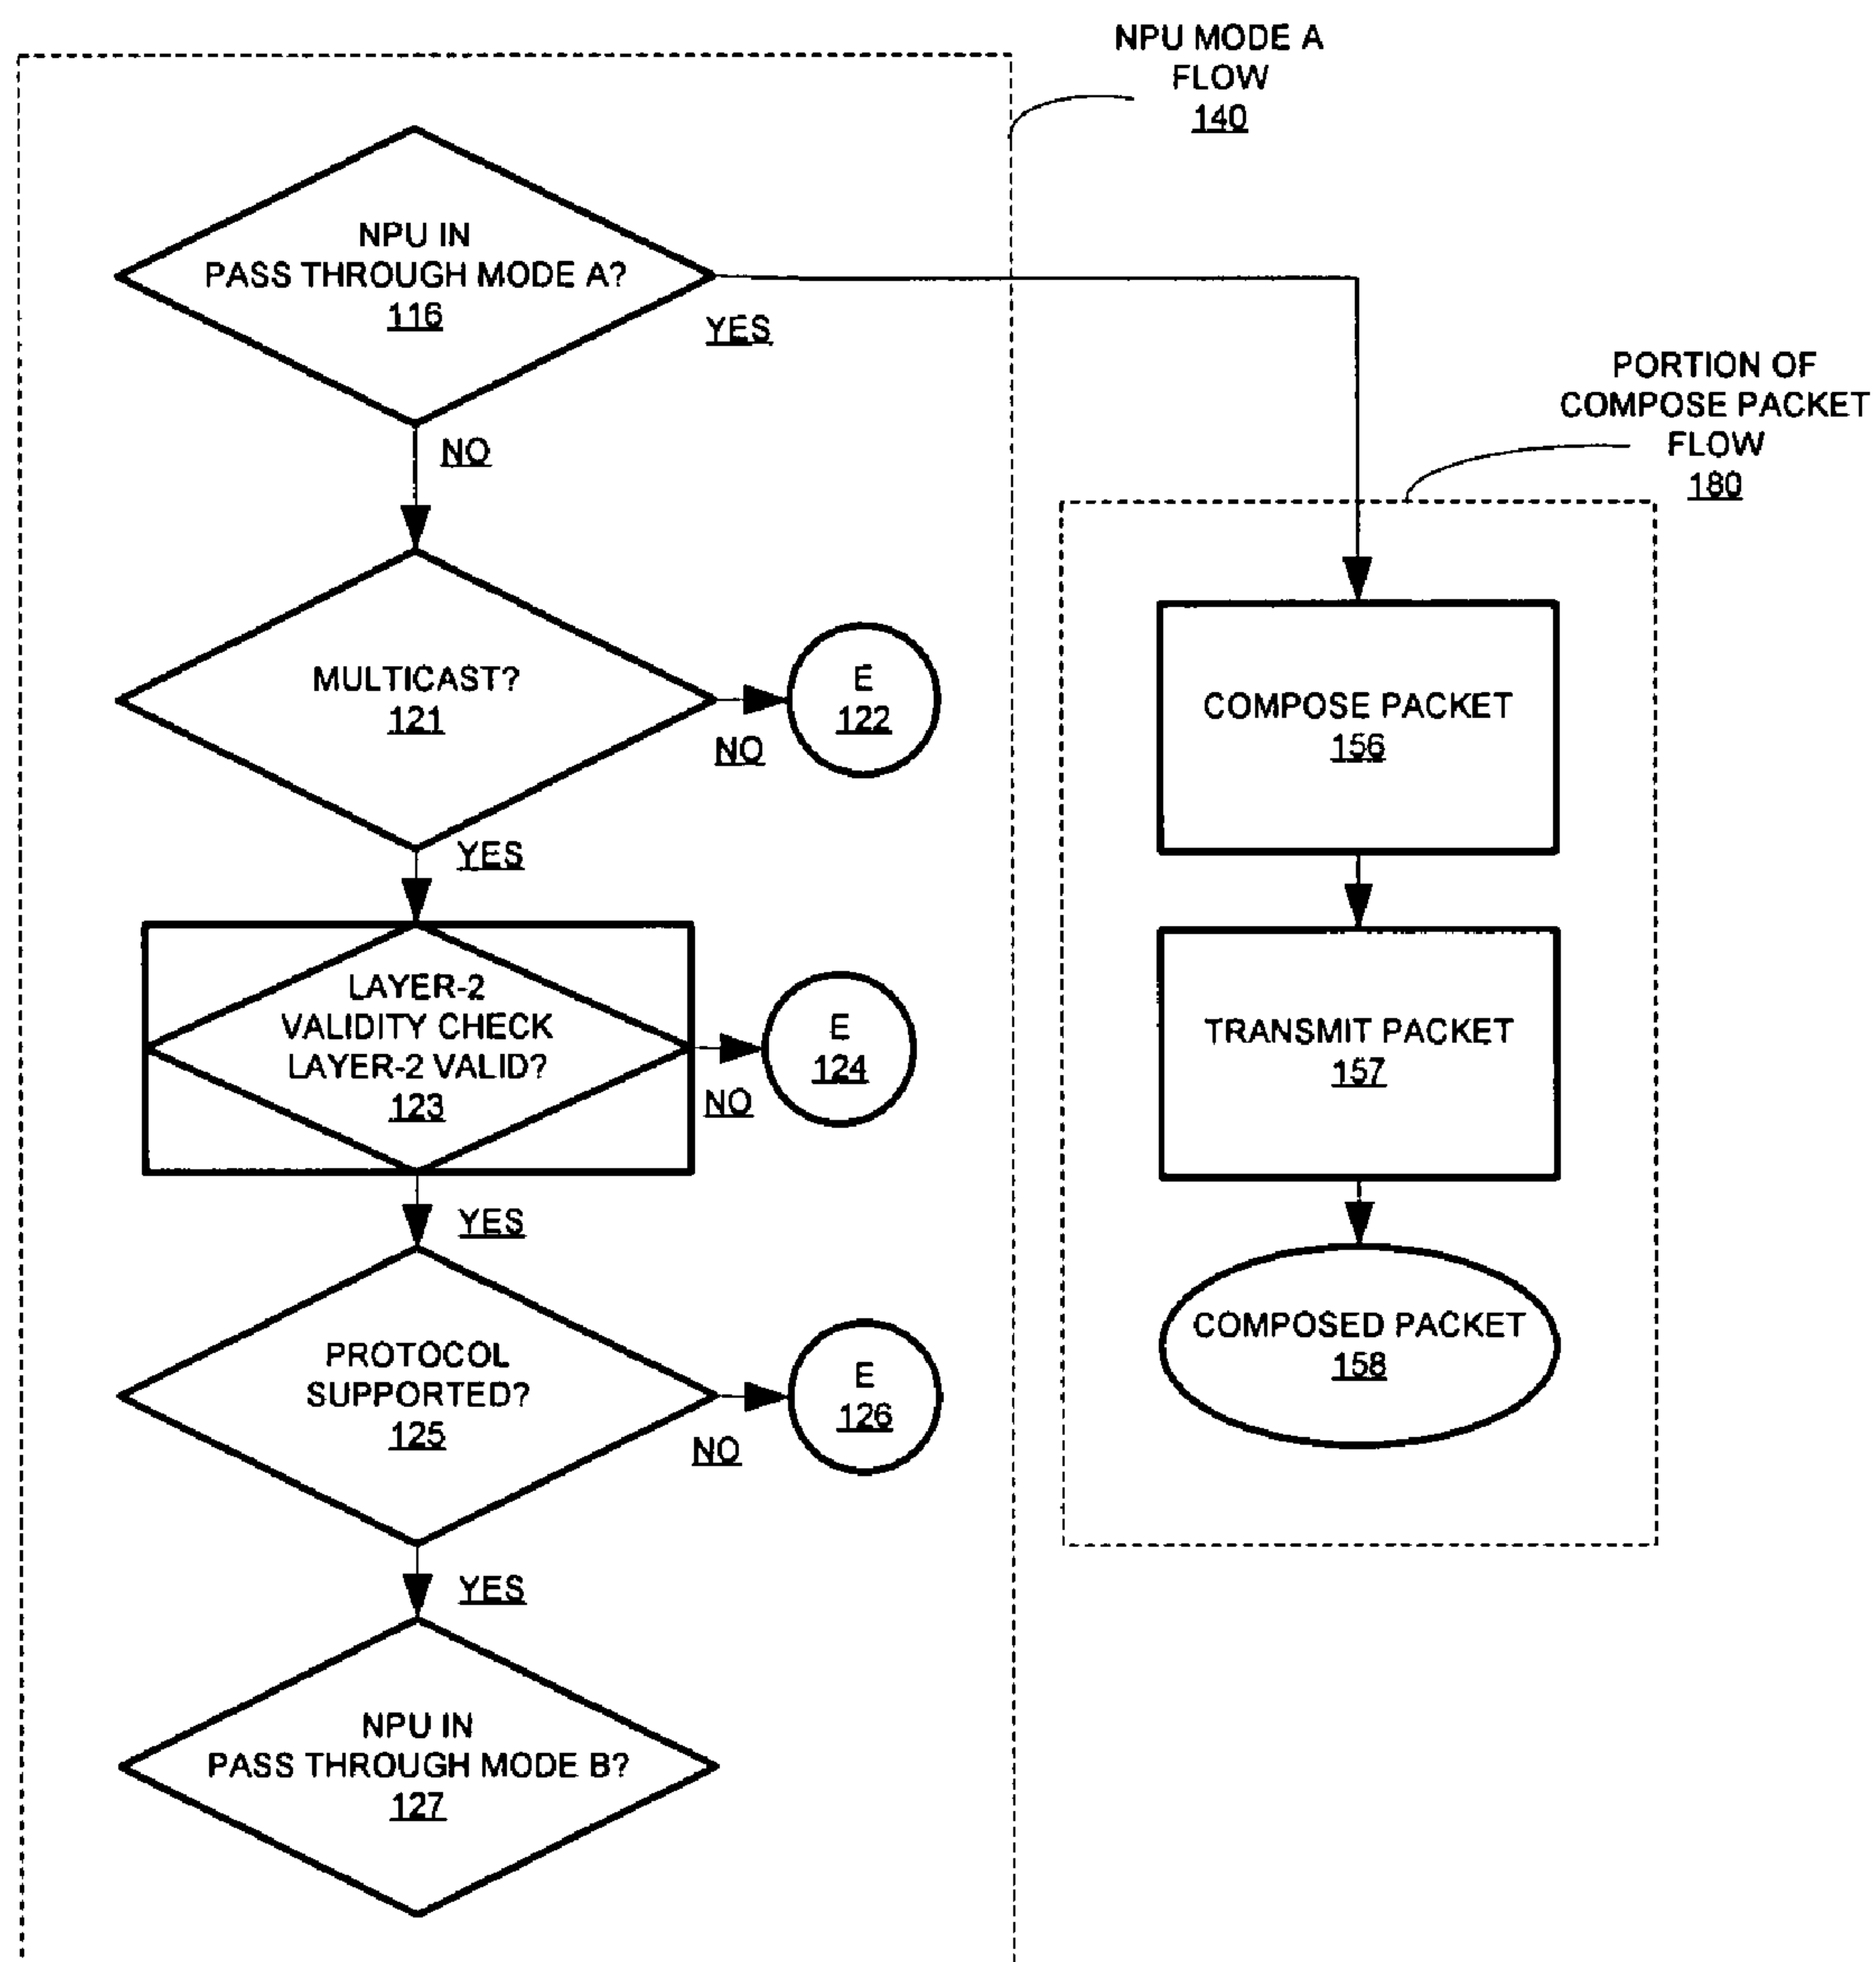 NPU MODE A
FLOW
140
NPU IN
PASS THROUGH MODE A?
116
YES
NO
PORTION OF
COMPOSE PACKET
FLOW
180
MULTICAST?
121
NO
E
122
YES
LAYER-2
VALIDITY CHECK
LAYER-2 VALID?
123
NO
E
124
YES
PROTOCOL
SUPPORTED?
125
NO
E
126
YES
NPU IN
PASS THROUGH MODE B?
127
COMPOSE PACKET
156
TRANSMIT PACKET
157
COMPOSED PACKET
158